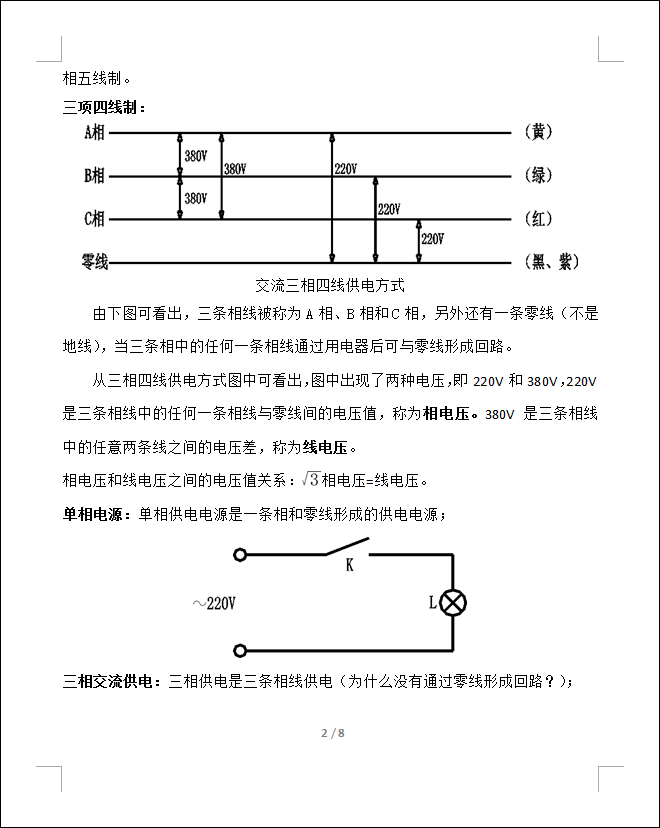 相五线制。
三项四线制：
A相 （黄）
380V 380V 220V
B相 （绿）
380V 220V
C相 （红）
220V
零线 （黑、紫）
交流三相四线供电方式
由下图可看出，三条相线被称为 A 相、B 相和 C 相，另外还有一条零线（不是
地线），当三条相中的任何一条相线通过用电器后可与零线形成回路。
从三相四线供电方式图中可看出，图中出现了两种电压，即 220V 和 380V，220V
是三条相线中的任何一条相线与零线间的电压值，称为相电压。380V 是三条相线
中的任意两条线之间的电压差，称为线电压。
相电压和线电压之间的电压值关系：√3相电压=线电压。
单相电源：单相供电电源是一条相和零线形成的供电电源；
K
～220V L
三相交流供电：三相供电是三条相线供电（为什么没有通过零线形成回路？）；
2 / 8